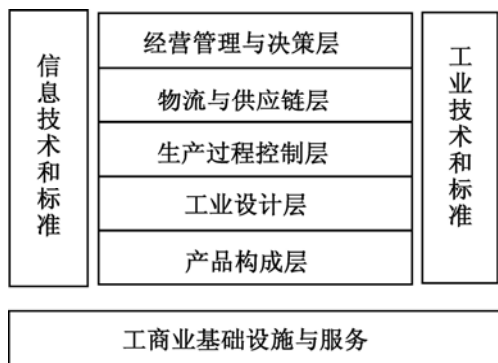 信息技术和标准
经营管理与决策层
物流与供应链层
生产过程控制层
工业设计层
产品构成层
工业技术和标准
工商业基础设施与服务